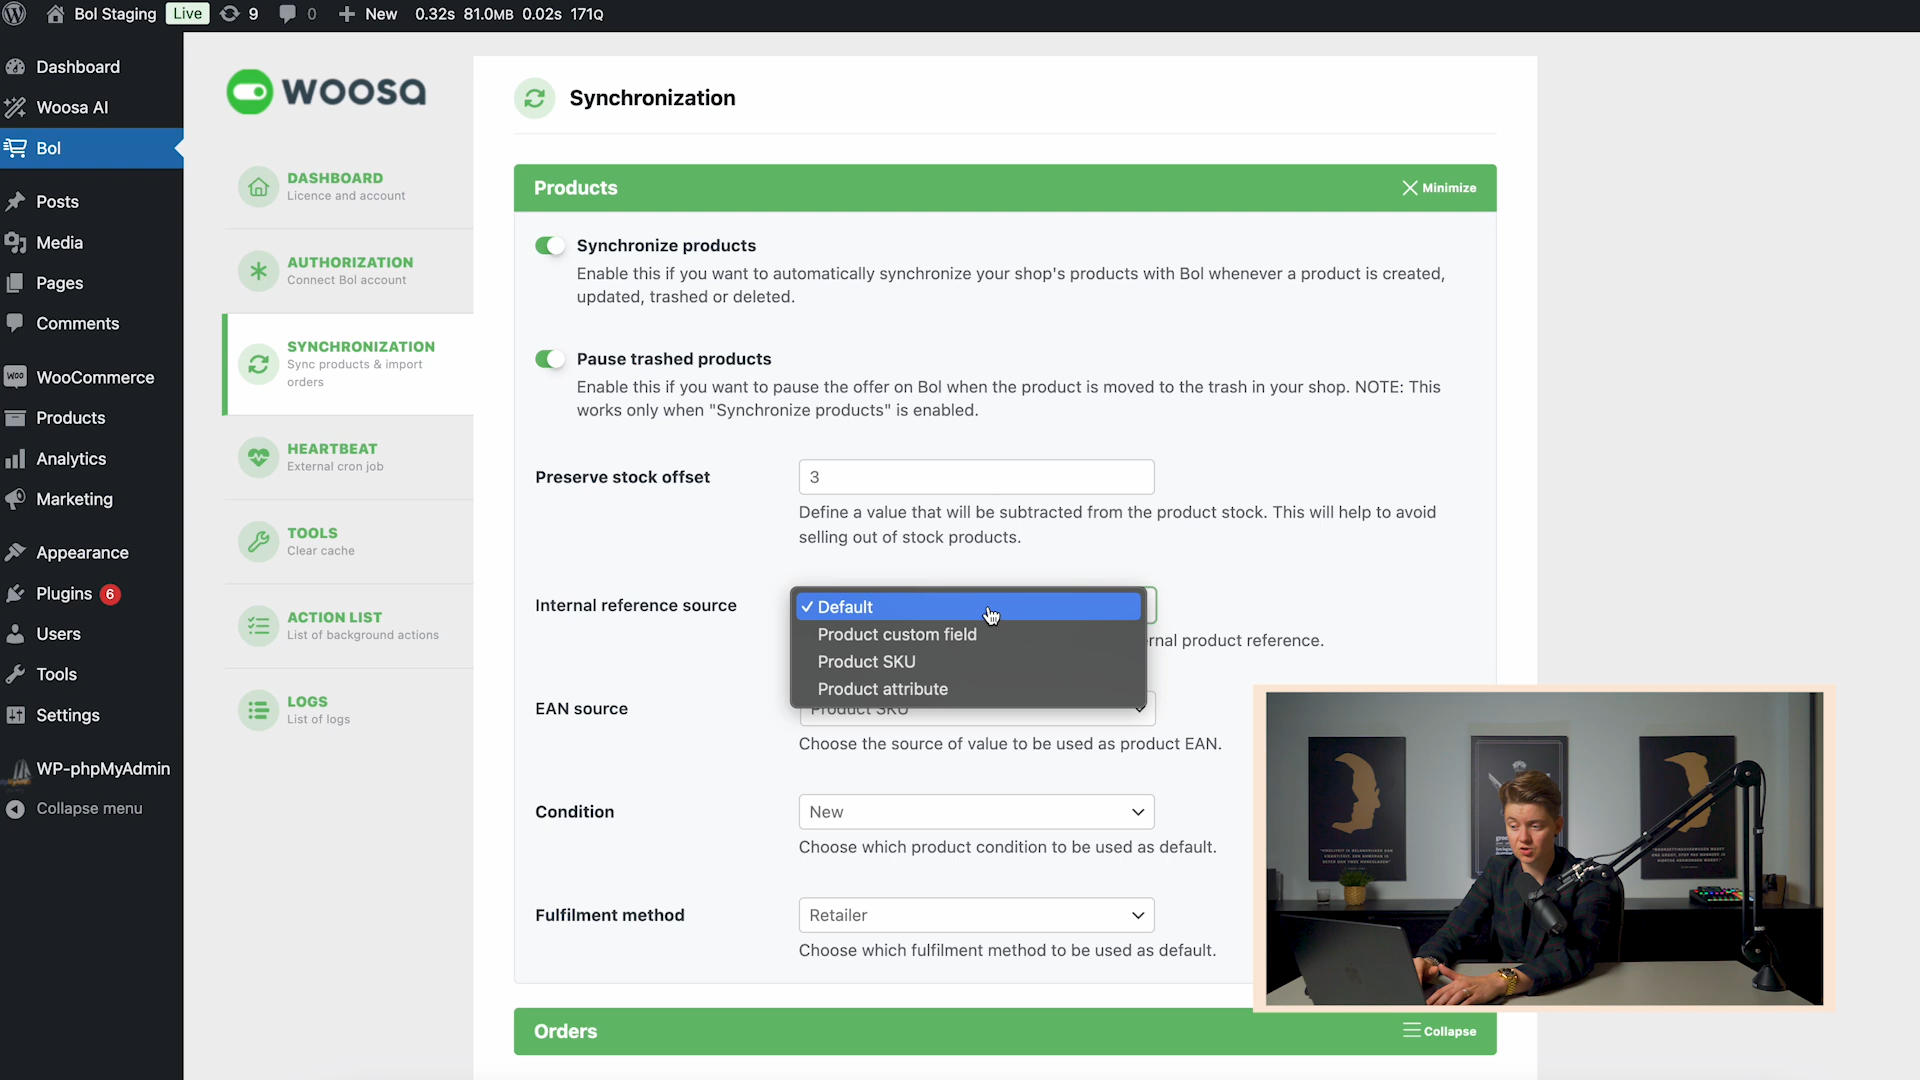 Bol Staging Live 9 0 New 0.32s 81.0MB 0.02s 171Q
Dashboard
Woosa AI
Bol
Posts
Media
Pages
Comments
WooCommerce
Products
Analytics
Marketing
Appearance
Plugins 6
Users
Tools
Settings
WP-phpMyAdmin
Collapse menu
woosa
DASHBOARD
Licence and account
AUTHORIZATION
Connect Bol account
SYNCHRONIZATION
Sync products & import
orders
HEARTBEAT
External cron job
TOOLS
Clear cache
ACTION LIST
List of background actions
LOGS
List of logs
Synchronization
Products Minimize
Synchronize products
Enable this if you want to automatically synchronize your shop's products with Bol whenever a product is created,
updated, trashed or deleted.
Pause trashed products
Enable this if you want to pause the offer on Bol when the product is moved to the trash in your shop. NOTE: This
works only when "Synchronize products" is enabled.
Preserve stock offset 3
Define a value that will be subtracted from the product stock. This will help to avoid
selling out of stock products.
Internal reference source
✓ Default
Product custom field
Product SKU
Product attribute
rnal product reference.
EAN source Product SKU
Choose the source of value to be used as product EAN.
Condition New
Choose which product condition to be used as default.
Fulfilment method Retailer
Choose which fulfilment method to be used as default.
Orders Collapse